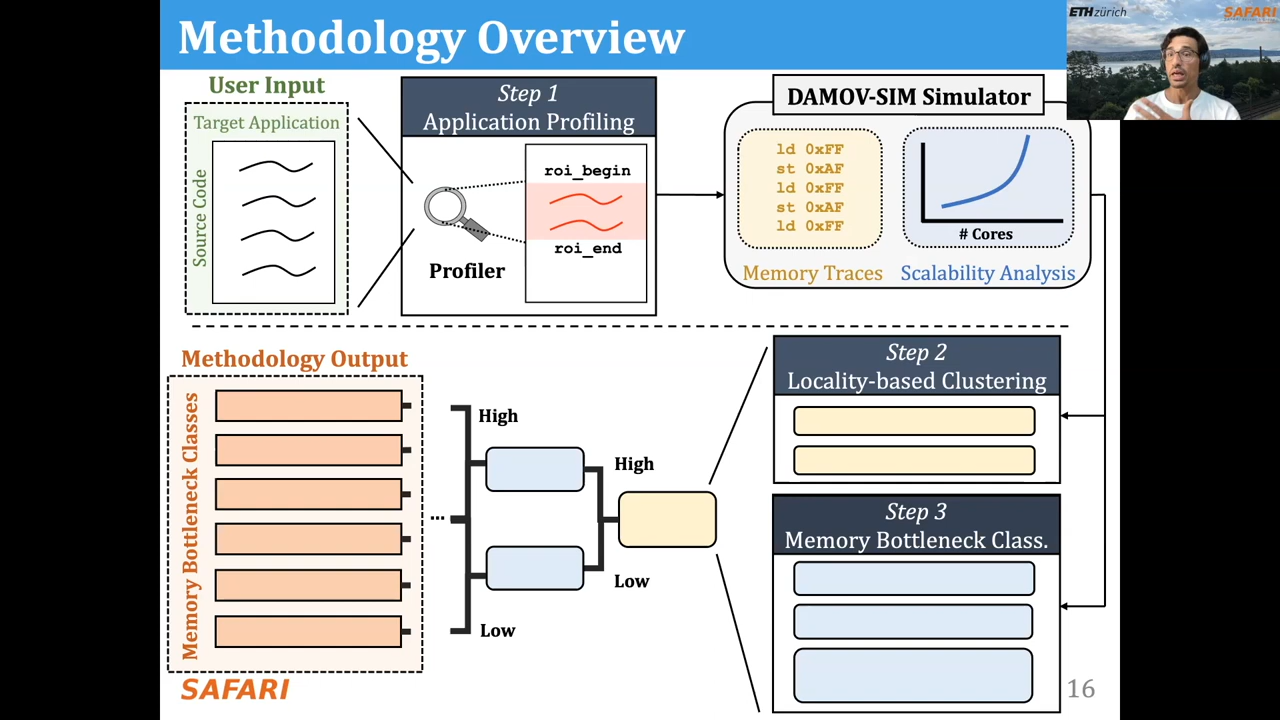 Methodology Overview
ETH zürich
SAFARI
User Input
Target Application
Source Code
Step 1
Application Profiling
roi_begin
roi_end
Profiler
DAMOV-SIM Simulator
ld 0xFF
st 0xAF
ld 0xFF
st 0xAF
ld 0xFF
# Cores
Memory Traces
Scalability Analysis
Methodology Output
Memory Bottleneck Classes
...
High
Low
High
Low
Step 2
Locality-based Clustering
Step 3
Memory Bottleneck Class.
SAFARI
16